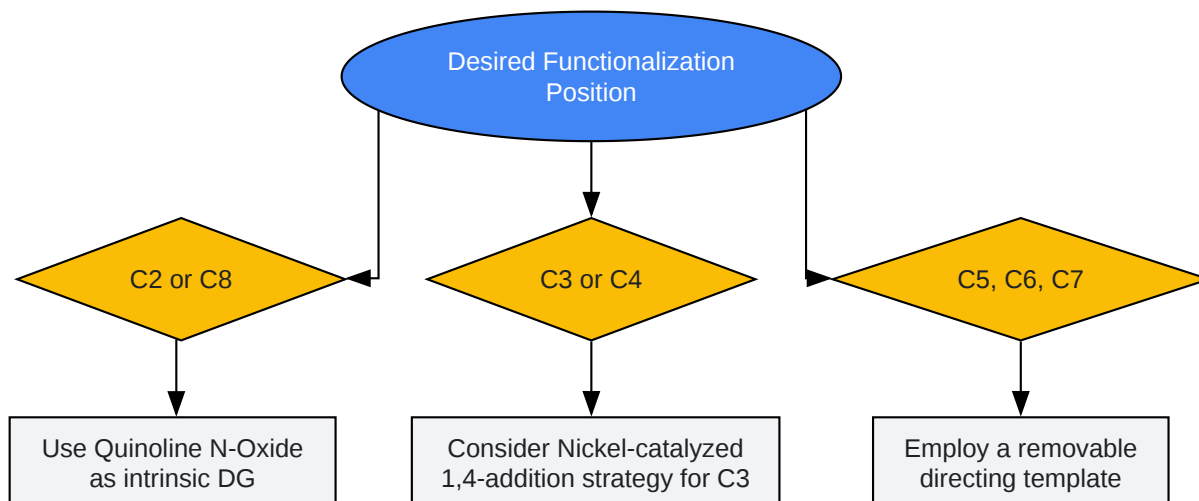 Desired Functionalization
Position
C2 or C8
C3 or C4
C5, C6, C7
Use Quinoline N-Oxide
as intrinsic DG
Consider Nickel-catalyzed
1,4-addition strategy for C3
Employ a removable
directing template